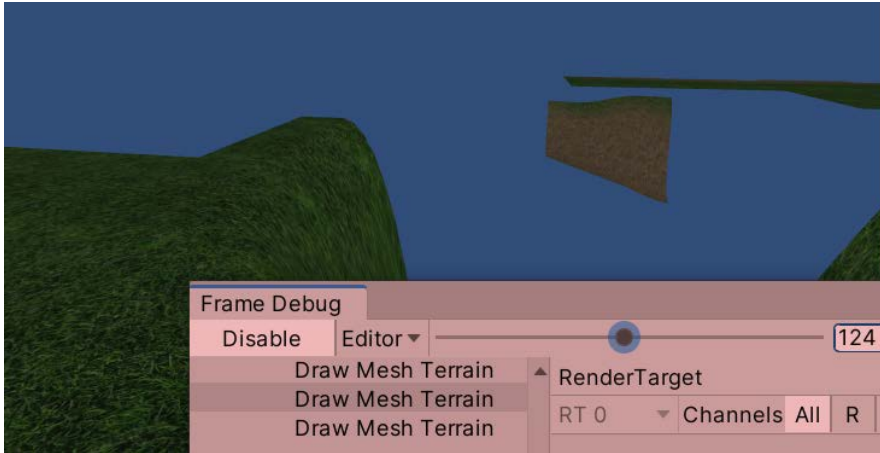 Frame Debug
Disable Editor 124
Draw Mesh Terrain
Draw Mesh Terrain
Draw Mesh Terrain
RenderTarget
RT 0 Channels All R